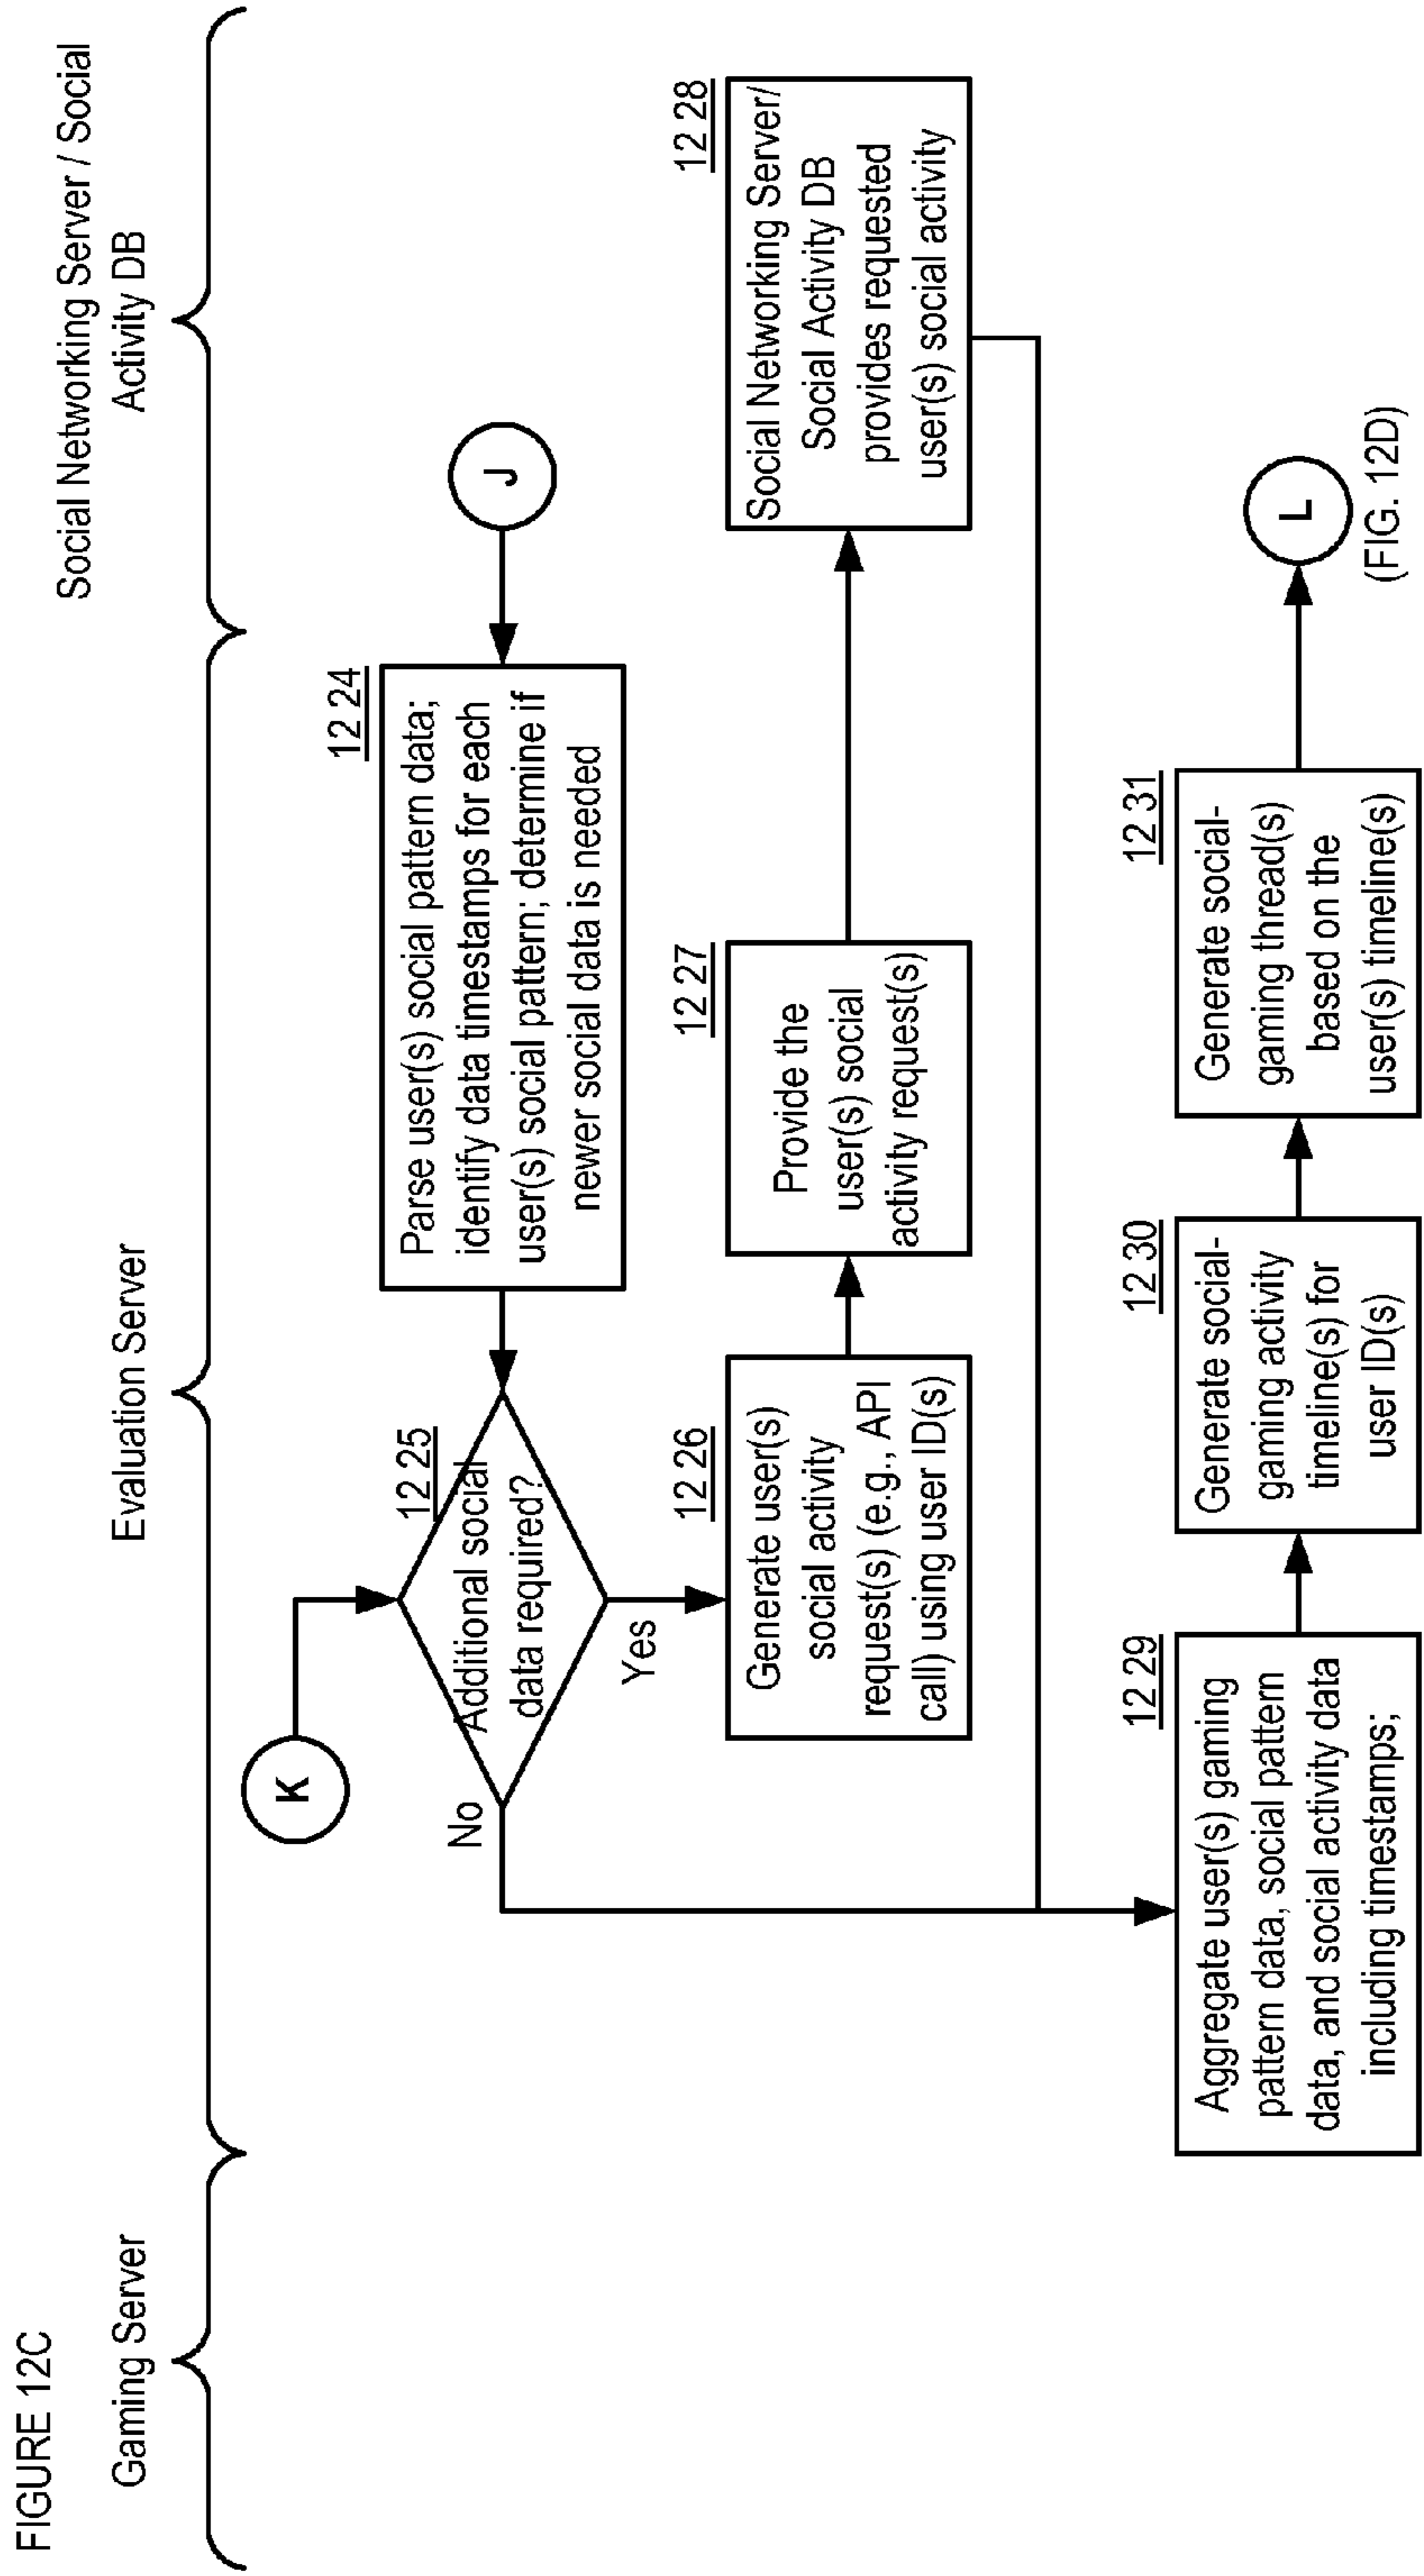 FIGURE 12C
Gaming Server
Evaluation Server
Social Networking Server / Social
Activity DB
K
J
12 24
Parse user(s) social pattern data;
identify data timestamps for each
user(s) social pattern; determine if
newer social data is needed
12 25
Additional social
data required?
No
Yes
12 26
Generate user(s)
social activity
request(s) (e.g., API
call) using user ID(s)
12 27
Provide the
user(s) social
activity request(s)
12 28
Social Networking Server/
Social Activity DB
provides requested
user(s) social activity
12 29
Aggregate user(s) gaming
pattern data, social pattern
data, and social activity data
including timestamps;
12 30
Generate social-
gaming activity
timeline(s) for
user ID(s)
12 31
Generate social-
gaming thread(s)
based on the
user(s) timeline(s)
L
(FIG. 12D)